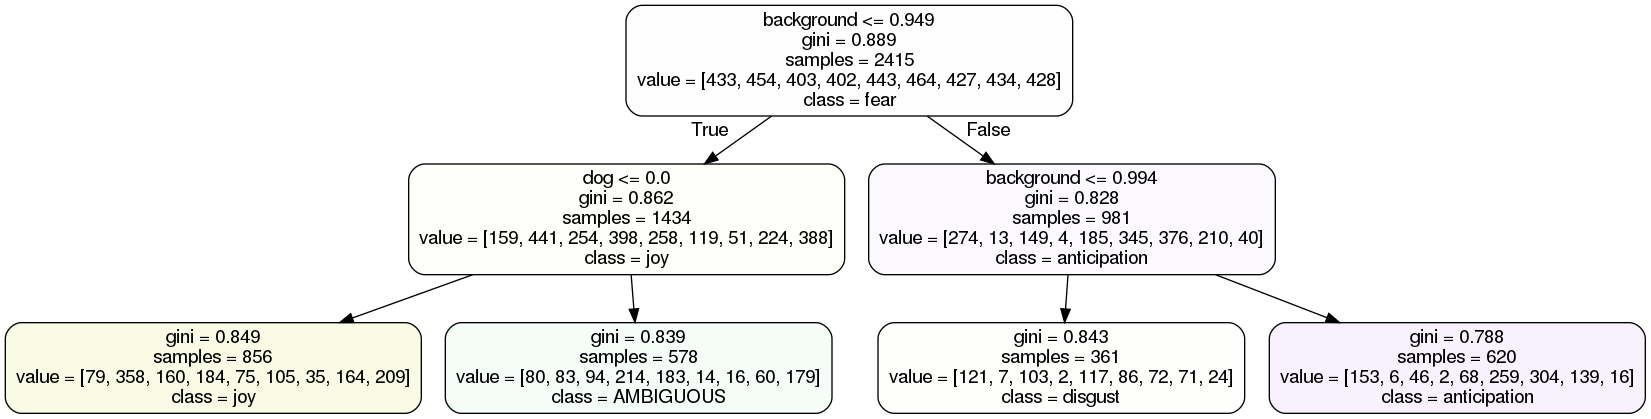 background <= 0.949
gini = 0.889
samples = 2415
value = [433, 454, 403, 402, 443, 464, 427, 434, 428]
class = fear
True
False
dog <= 0.0
gini = 0.862
samples = 1434
value = [159, 441, 254, 398, 258, 119, 51, 224, 388]
class = joy
background <= 0.994
gini = 0.828
samples = 981
value = [274, 13, 149, 4, 185, 345, 376, 210, 40]
class = anticipation
gini = 0.849
samples = 856
value = [79, 358, 160, 184, 75, 105, 35, 164, 209]
class = joy
gini = 0.839
samples = 578
value = [80, 83, 94, 214, 183, 14, 16, 60, 179]
class = AMBIGUOUS
gini = 0.843
samples = 361
value = [121, 7, 103, 2, 117, 86, 72, 71, 24]
class = disgust
gini = 0.788
samples = 620
value = [153, 6, 46, 2, 68, 259, 304, 139, 16]
class = anticipation